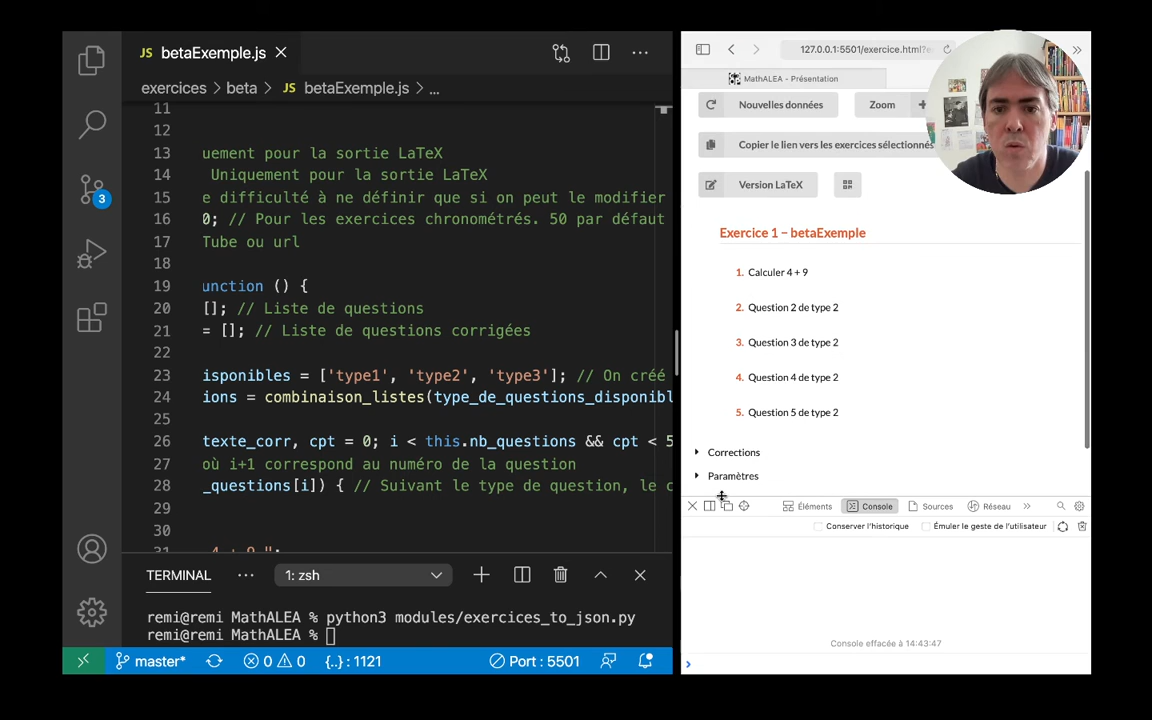 JS betaExemple.js
exercices > beta > JS betaExemple.js > ...
11
12
13 uement pour la sortie LaTeX
14 Uniquement pour la sortie LaTeX
15 e difficulté à ne définir que si on peut le modifier
16 0; // Pour les exercices chronométrés. 50 par défaut
17 Tube ou url
18
19 unction () {
20 []; // Liste de questions
21 = []; // Liste de questions corrigées
22
23 isponibles = ['type1', 'type2', 'type3']; // On créé
24 ions = combinaison_listes(type_de_questions_disponibl
25
26 texte_corr, cpt = 0; i < this.nb_questions && cpt < 5
27 où i+1 correspond au numéro de la question
28 _questions[i]) { // Suivant le type de question, le c
29
30
31 4 + 9 ";
3
TERMINAL ... 1: zsh
remi@remi MathALEA % python3 modules/exercices_to_json.py
remi@remi MathALEA %
master* 0 0 {..} : 1121 Port : 5501
127.0.0.1:5501/exercice.html?e
MathALEA - Présentation
Nouvelles données Zoom +
Copier le lien vers les exercices sélectionnés
Version LaTeX
Exercice 1 – betaExemple
1. Calculer 4 + 9
2. Question 2 de type 2
3. Question 3 de type 2
4. Question 4 de type 2
5. Question 5 de type 2
Corrections
Paramètres
Éléments Console Sources Réseau
Conserver l'historique Émuler le geste de l'utilisateur
Console effacée à 14:43:47